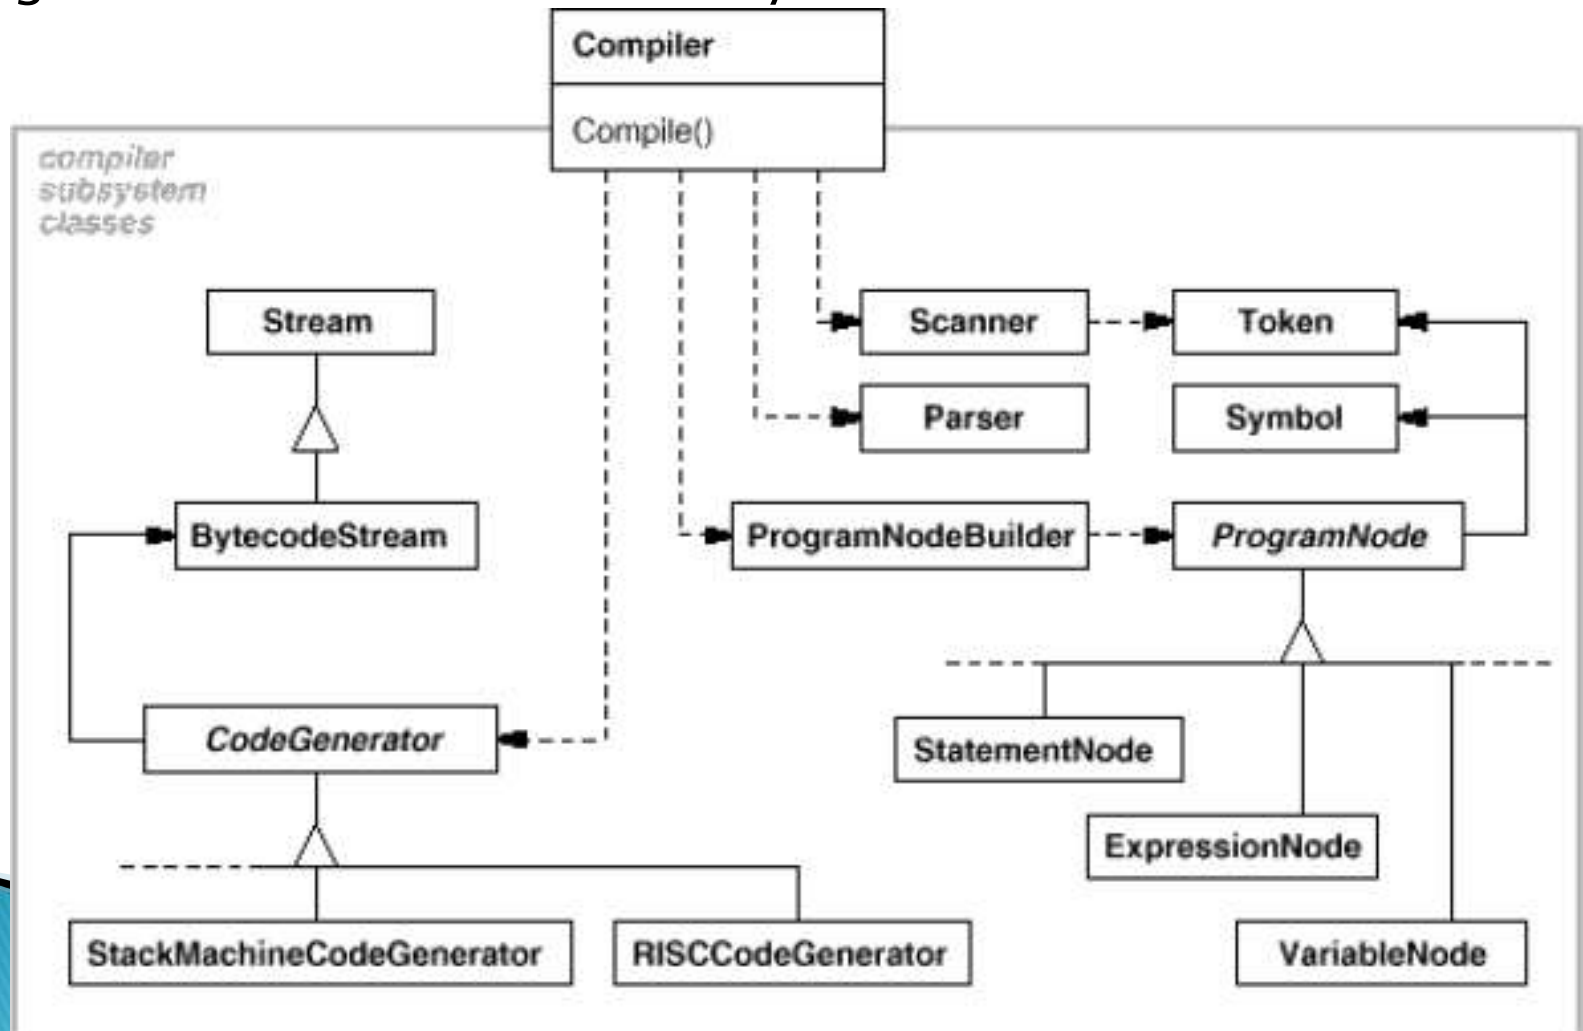 Compiler
Compile()
compiler
subsystem
classes
Stream
Scanner
Token
Parser
Symbol
BytecodeStream
ProgramNodeBuilder
ProgramNode
CodeGenerator
StatementNode
ExpressionNode
StackMachineCodeGenerator
RISCCodeGenerator
VariableNode